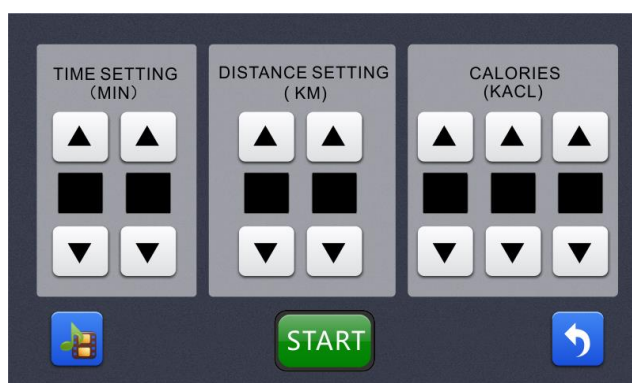 TIME SETTING
（MIN）
DISTANCE SETTING
( KM)
CALORIES
(KACL)
START